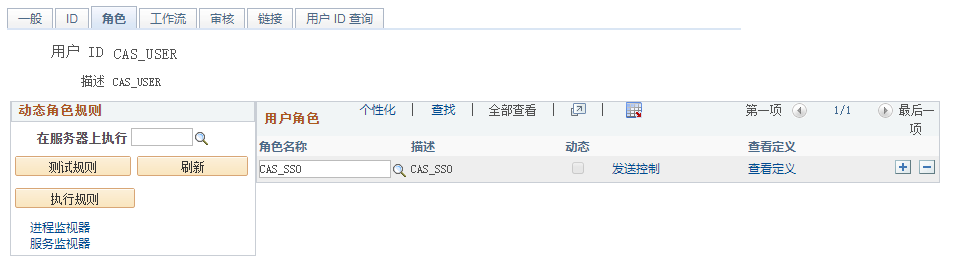 一般 ID 角色 工作流 审核 链接 用户 ID 查询
用户 ID CAS_USER
描述 CAS_USER
动态角色规则
在服务器上执行
测试规则 刷新
执行规则
进程监视器
服务监视器
用户角色 个性化 | 查找 | 全部查看 | | 第一项 1/1 最后一
项
角色名称 描述 动态 查看定义
CAS_SSO CAS_SSO 发送控制 查看定义